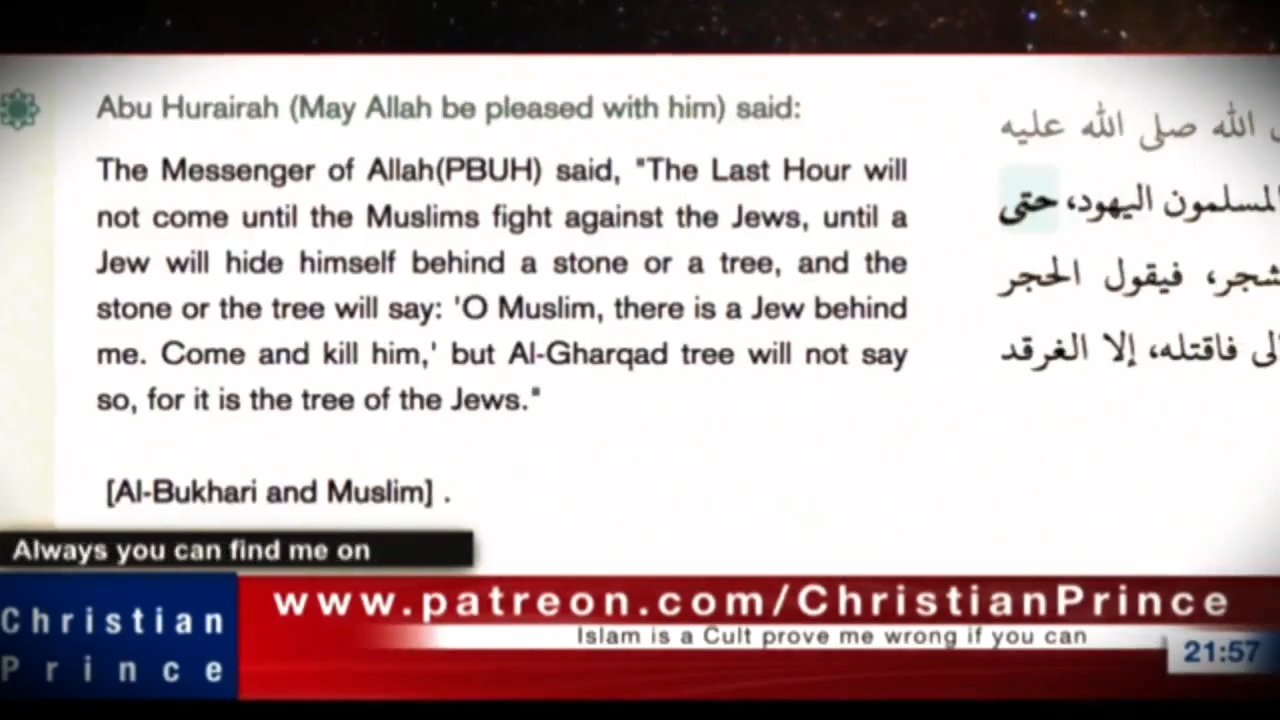 Abu Hurairah (May Allah be pleased with him) said:
The Messenger of Allah(PBUH) said, "The Last Hour will
not come until the Muslims fight against the Jews, until a
Jew will hide himself behind a stone or a tree, and the
stone or the tree will say: 'O Muslim, there is a Jew behind
me. Come and kill him,' but Al-Gharqad tree will not say
so, for it is the tree of the Jews."
[Al-Bukhari and Muslim] .
الله صلى الله عليه
المسلمون اليهود، حتى
فيقول الحجر
فاقتله، إلا الغرقد
Always you can find me on
Christian
Prince
www.patreon.com/ChristianPrince
Islam is a Cult prove me wrong if you can
21:57